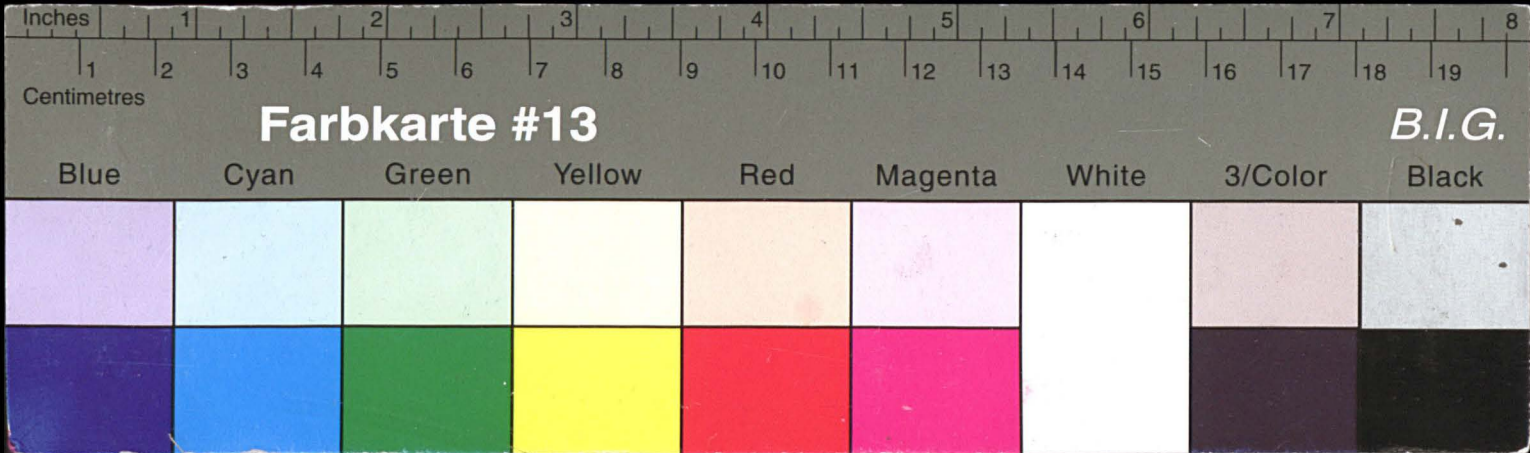 Inches 1 2 3 4 5 6 7 8
1 2 3 4 5 6 7 8 9 10 11 12 13 14 15 16 17 18 19
Centimetres
Farbkarte #13 B.I.G.
Blue Cyan Green Yellow Red Magenta White 3/Color Black